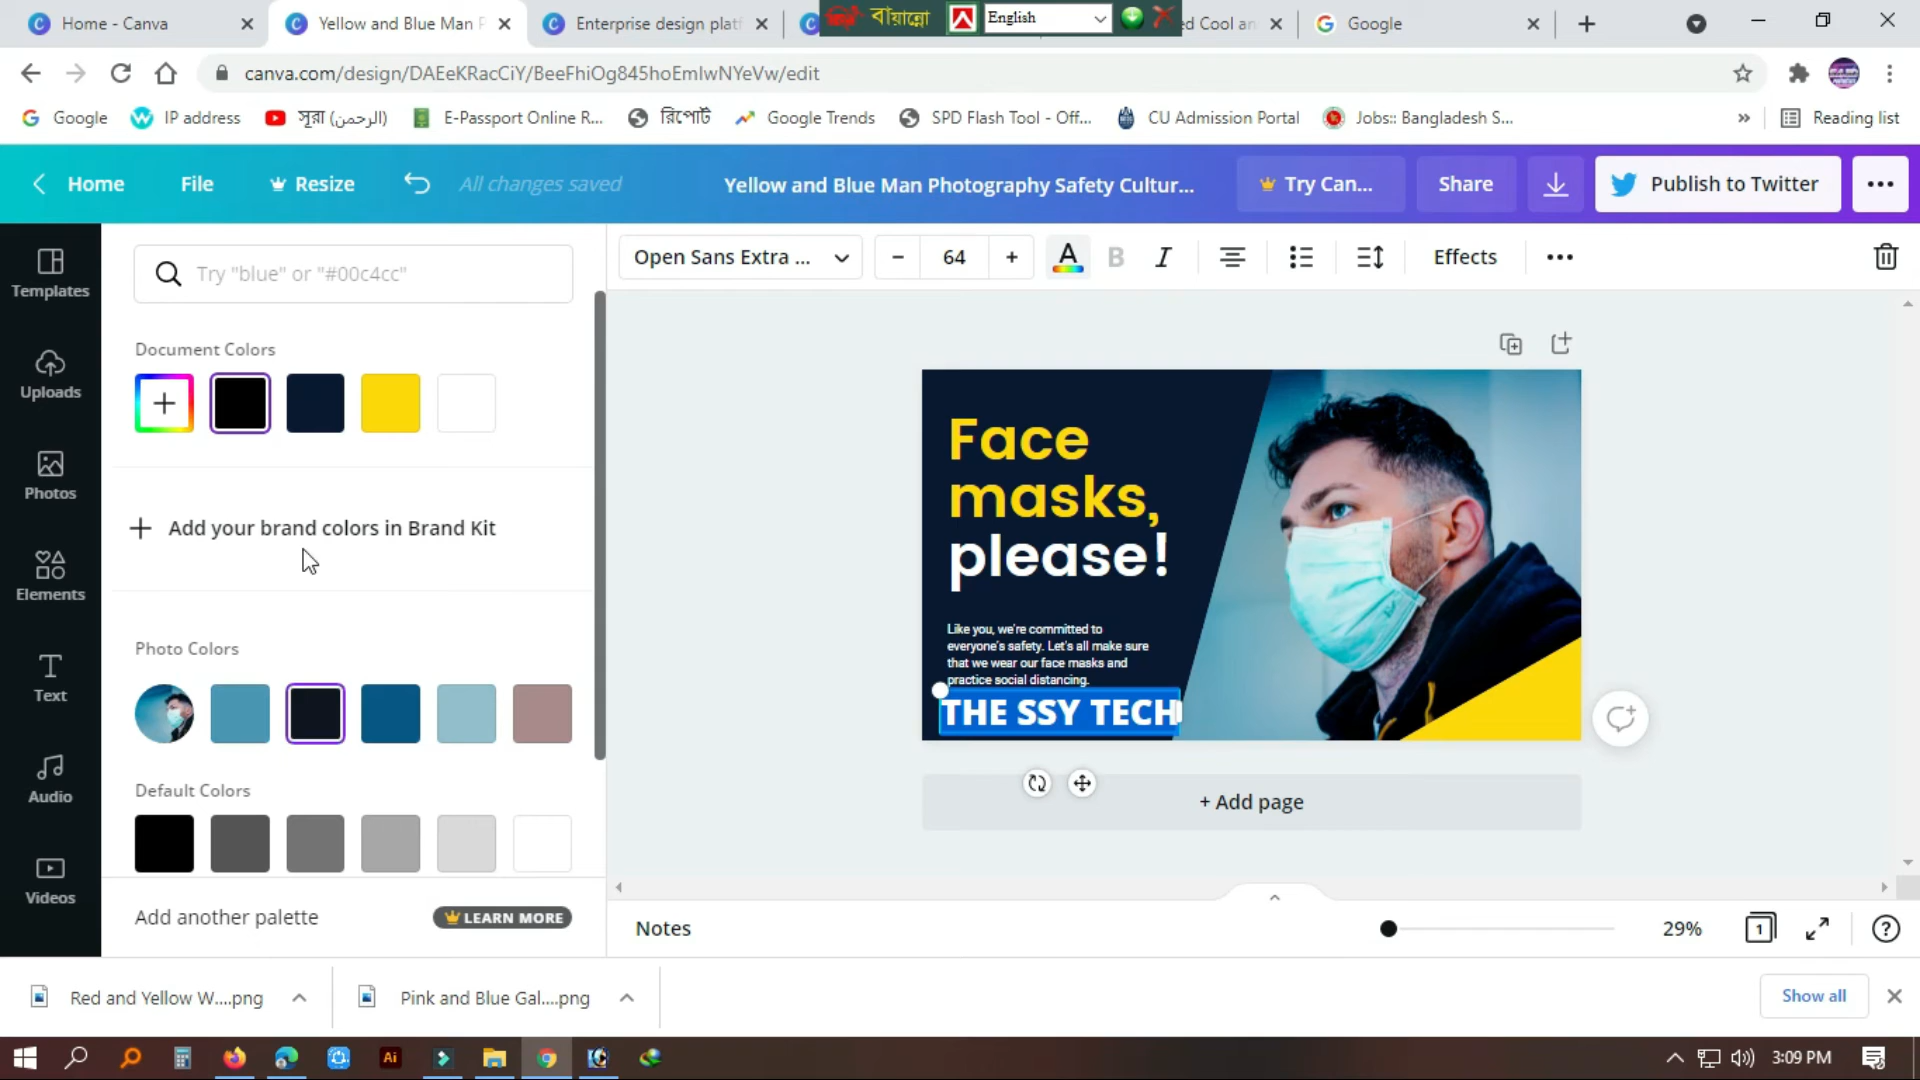 Home - Canva
Yellow and Blue Man P
Enterprise design platf
বায়ান্নো
English
ed Cool an
Google
canva.com/design/DAEeKRacCiY/BeeFhiOg845hoEmlwNYeVw/edit
Google
IP address
সূরা (الرحمن)
E-Passport Online R...
রিপোর্ট
Google Trends
SPD Flash Tool - Off...
CU Admission Portal
Jobs:: Bangladesh S...
»
Reading list
Home
File
Resize
All changes saved
Yellow and Blue Man Photography Safety Cultur...
Try Can...
Share
Publish to Twitter
Templates
Uploads
Photos
Elements
Text
Audio
Videos
Try "blue" or "#00c4cc"
Document Colors
Add your brand colors in Brand Kit
Photo Colors
Default Colors
Add another palette
LEARN MORE
Open Sans Extra ...
64
A
B
I
Effects
Face
masks,
please!
Like you, we're committed to
everyone's safety. Let's all make sure
that we wear our face masks and
practice social distancing.
THE SSY TECH
+ Add page
Notes
29%
1
Red and Yellow W....png
Pink and Blue Gal....png
Show all
Ai
3:09 PM